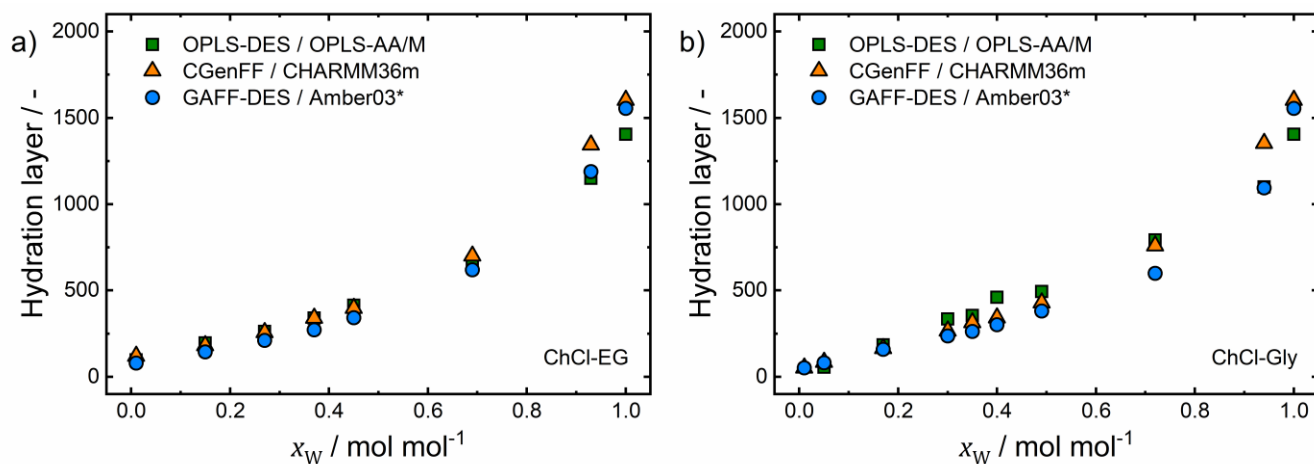 a)
OPLS-DES / OPLS-AA/M
CGenFF / CHARMM36m
GAFF-DES / Amber03*
Hydration layer / -
2000
1500
1000
500
0
ChCl-EG
0.0 0.2 0.4 0.6 0.8 1.0
x_W / mol mol⁻¹
b)
OPLS-DES / OPLS-AA/M
CGenFF / CHARMM36m
GAFF-DES / Amber03*
Hydration layer / -
2000
1500
1000
500
0
ChCl-Gly
0.0 0.2 0.4 0.6 0.8 1.0
x_W / mol mol⁻¹